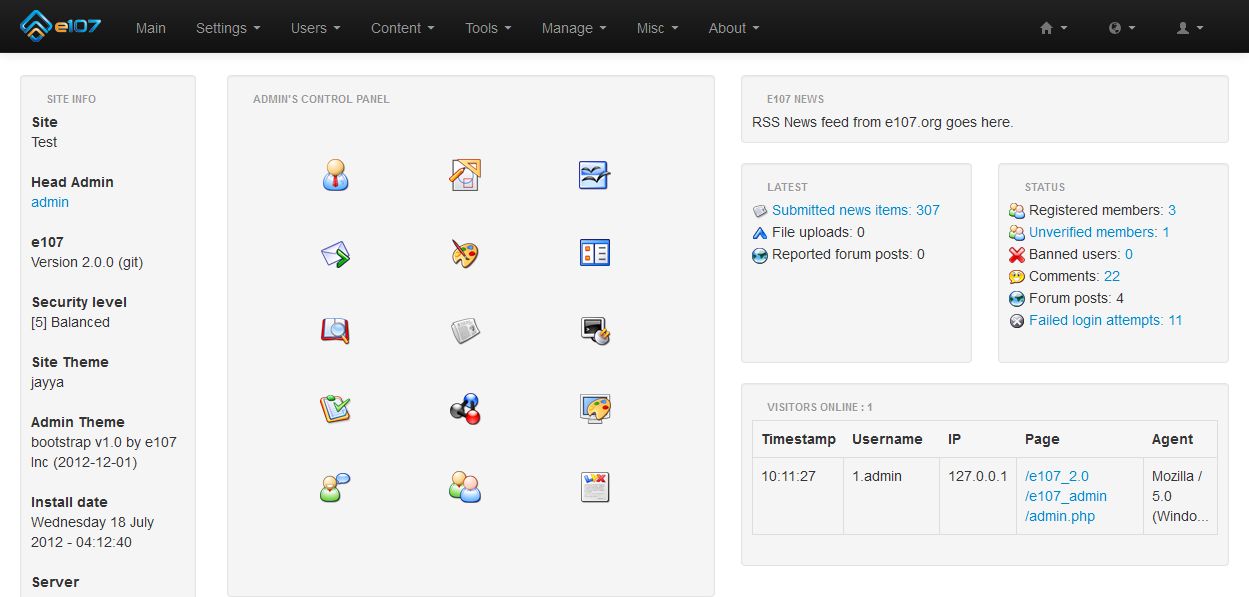 e107
Main
Settings
Users
Content
Tools
Manage
Misc
About
SITE INFO
Site
Test
Head Admin
admin
e107
Version 2.0.0 (git)
Security level
[5] Balanced
Site Theme
jayya
Admin Theme
bootstrap v1.0 by e107
Inc (2012-12-01)
Install date
Wednesday 18 July
2012 - 04:12:40
Server
ADMIN'S CONTROL PANEL
E107 NEWS
RSS News feed from e107.org goes here.
LATEST
Submitted news items: 307
File uploads: 0
Reported forum posts: 0
STATUS
Registered members: 3
Unverified members: 1
Banned users: 0
Comments: 22
Forum posts: 4
Failed login attempts: 11
VISITORS ONLINE : 1
Timestamp Username IP Page Agent
10:11:27 1.admin 127.0.0.1 /e107_2.0 Mozilla /
/e107_admin 5.0
/admin.php (Windo...